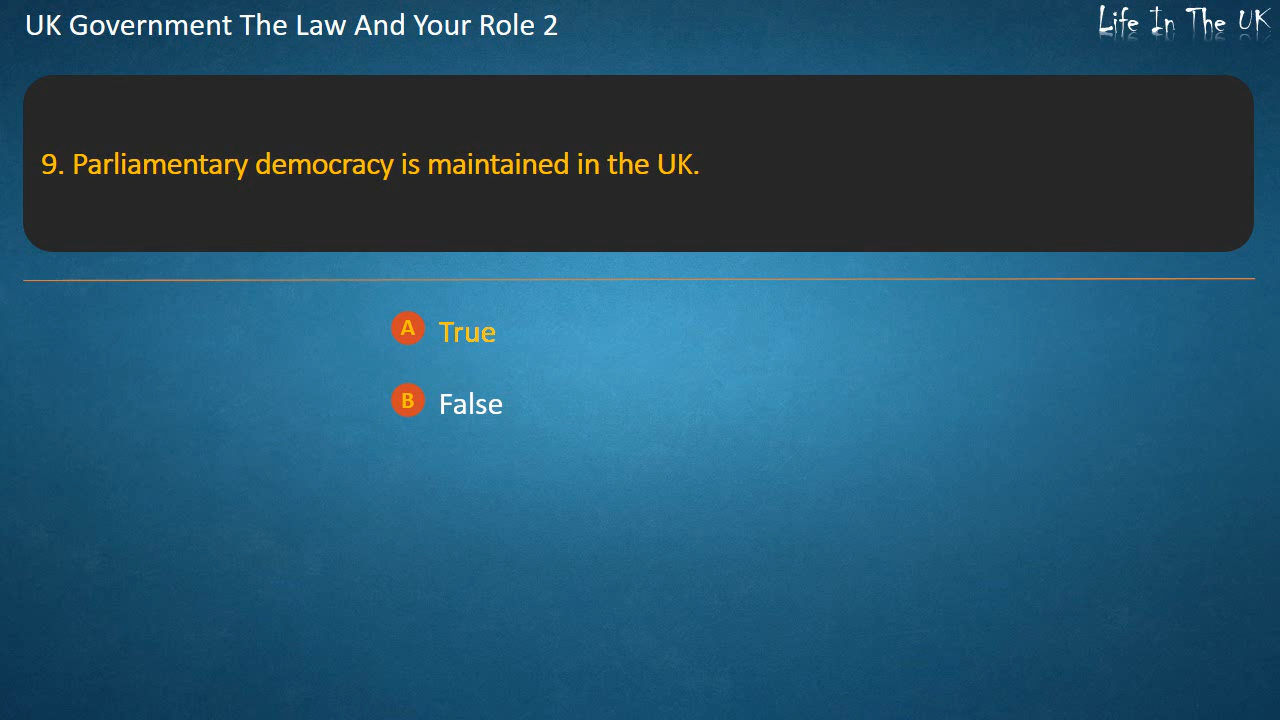 UK Government The Law And Your Role 2
Life In The UK
9. Parliamentary democracy is maintained in the UK.
A True
B False